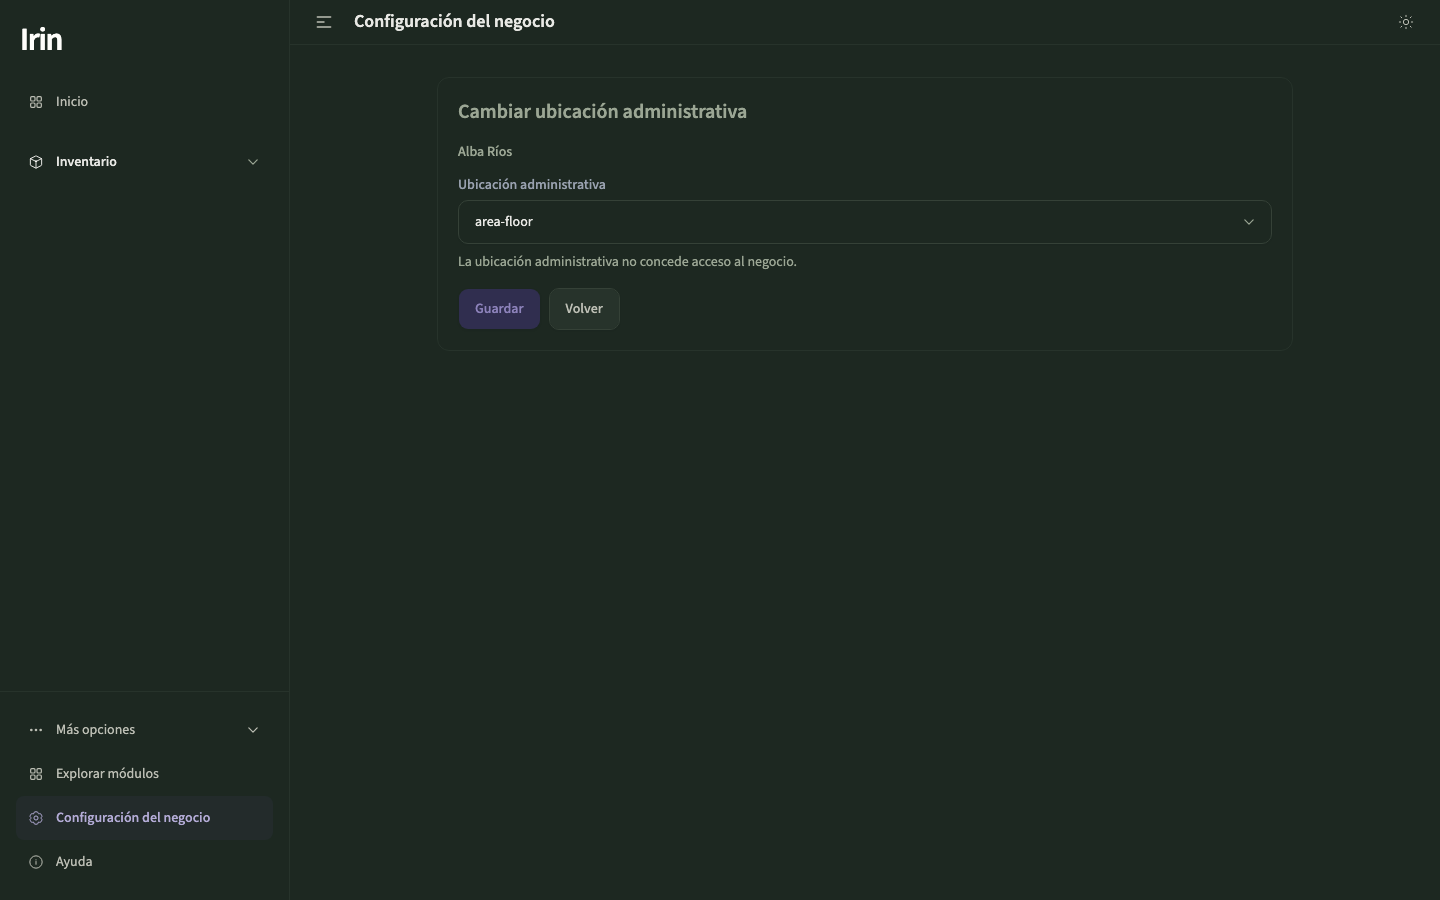 Irin
Configuración del negocio
Inicio
Inventario
Cambiar ubicación administrativa
Alba Ríos
Ubicación administrativa
area-floor
La ubicación administrativa no concede acceso al negocio.
Guardar
Volver
Más opciones
Explorar módulos
Configuración del negocio
Ayuda